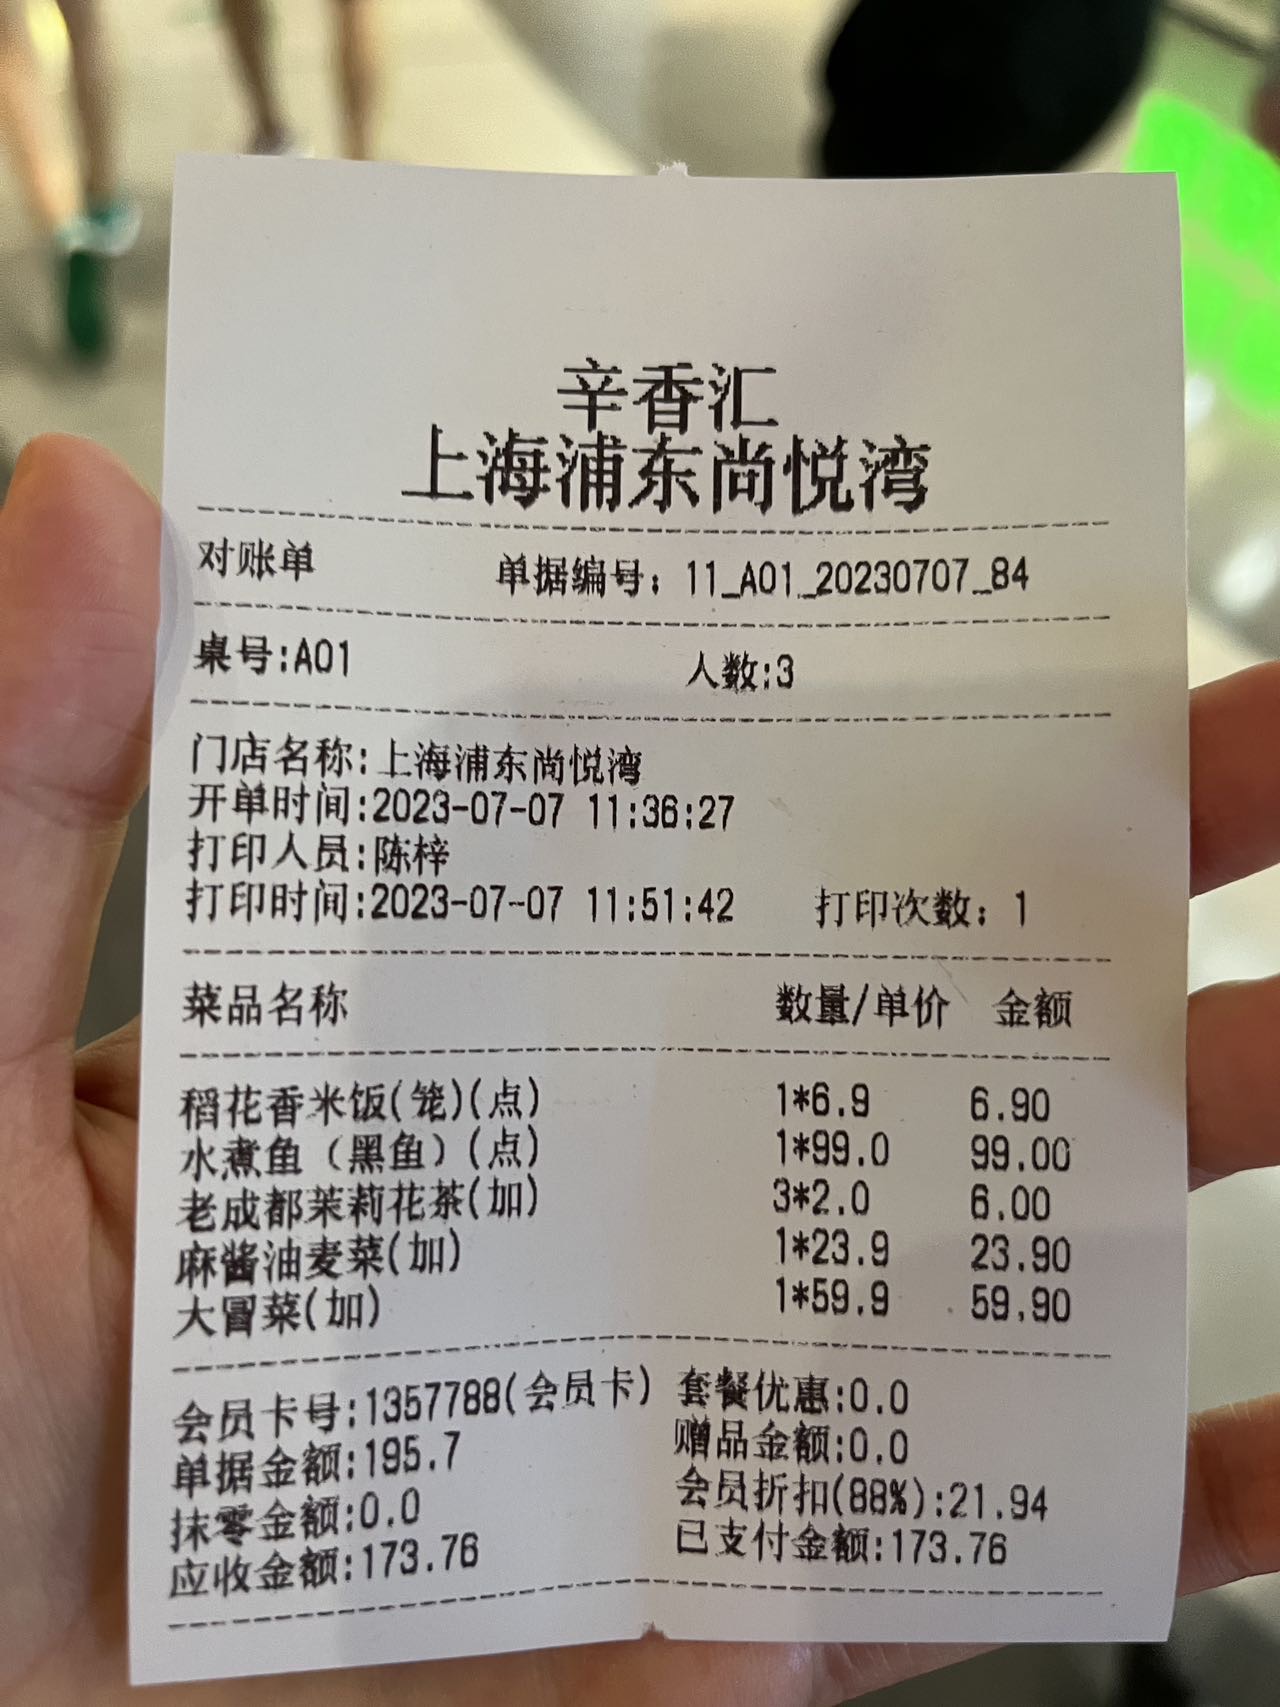 辛香汇
上海浦东尚悦湾
对账单 单据编号：11_A01_20230707_84
桌号:A01 人数:3
门店名称:上海浦东尚悦湾
开单时间:2023-07-07 11:36:27
打印人员:陈梓
打印时间:2023-07-07 11:51:42 打印次数：1
菜品名称 数量/单价 金额
稻花香米饭(笼)(点) 1*6.9 6.90
水煮鱼（黑鱼）(点) 1*99.0 99.00
老成都茉莉花茶(加) 3*2.0 6.00
麻酱油麦菜(加) 1*23.9 23.90
大冒菜(加) 1*59.9 59.90
会员卡号:1357788(会员卡) 套餐优惠:0.0
单据金额:195.7 赠品金额:0.0
抹零金额:0.0 会员折扣(88%):21.94
应收金额:173.76 已支付金额:173.76